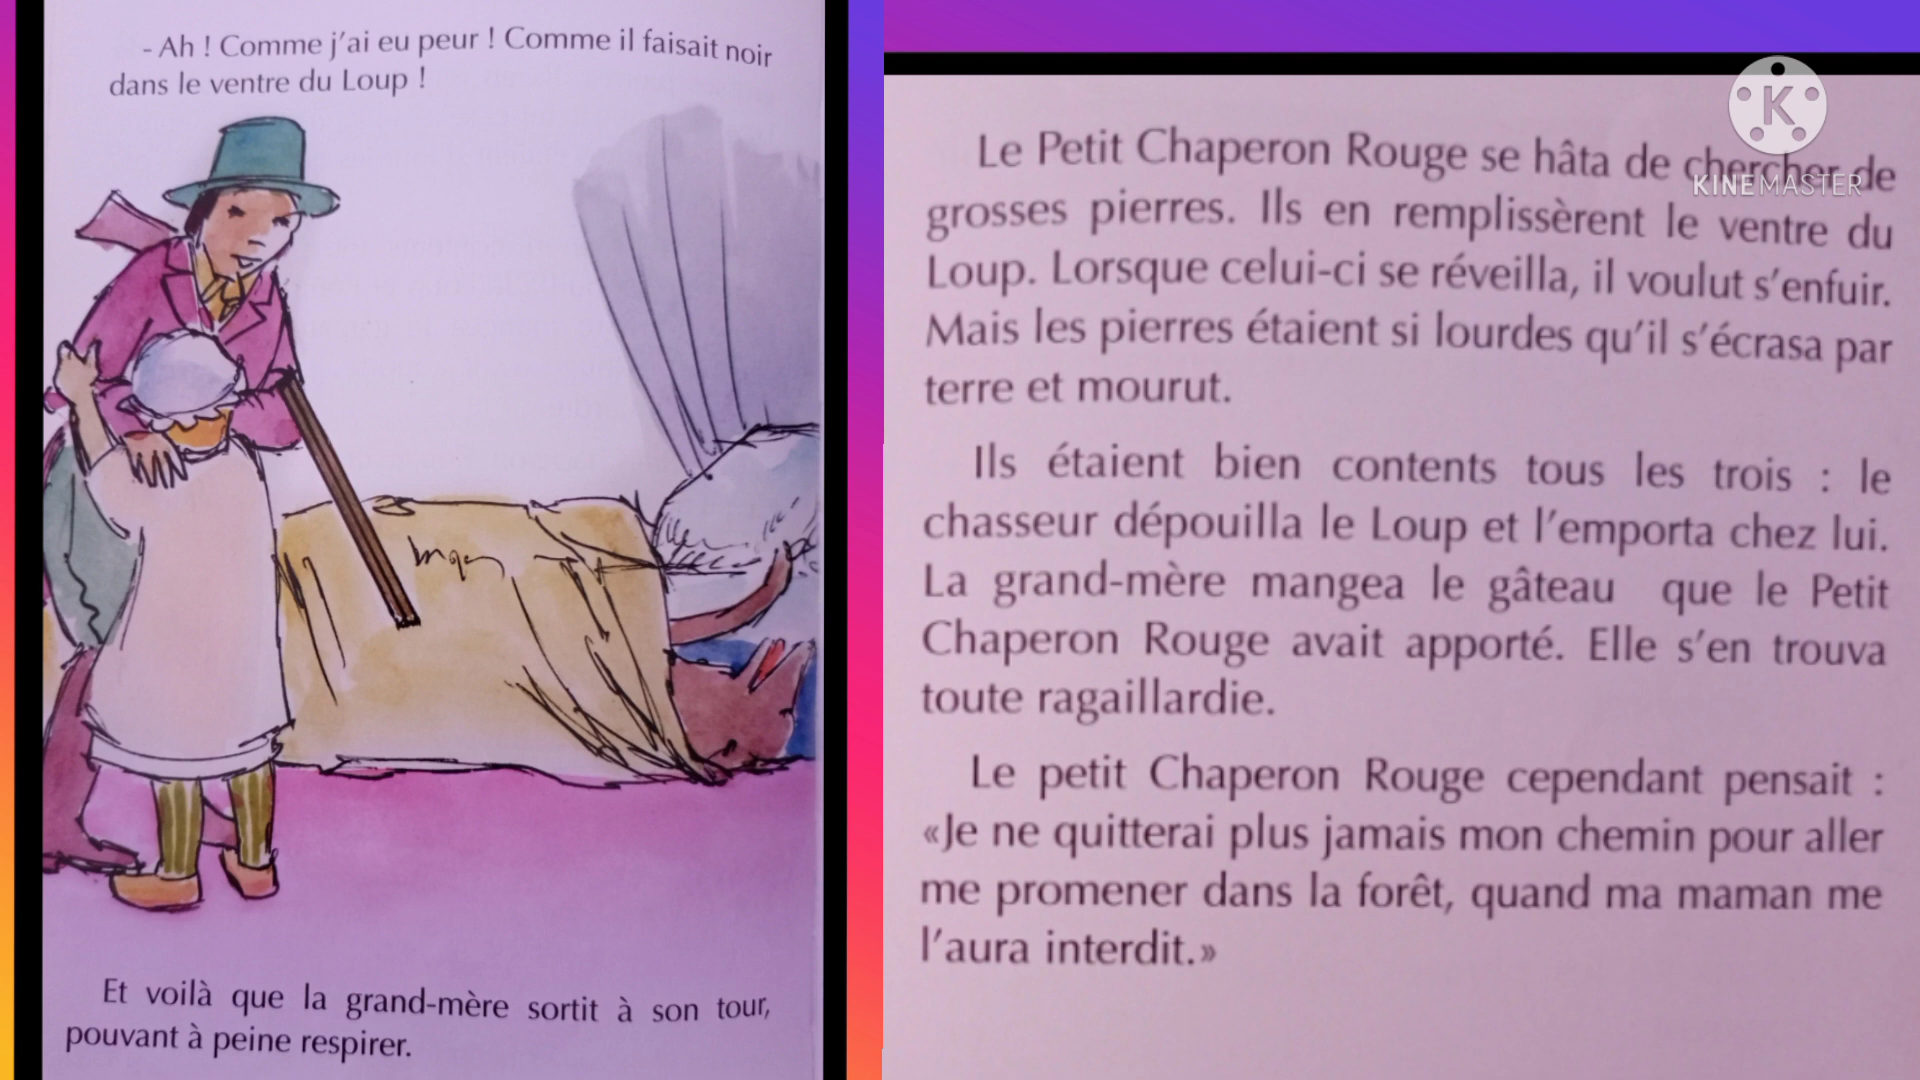 - Ah ! Comme j'ai eu peur ! Comme il faisait noir
dans le ventre du Loup !
Et voilà que la grand-mère sortit à son tour,
pouvant à peine respirer.
Le Petit Chaperon Rouge se hâta de chercher de
grosses pierres. Ils en remplissèrent le ventre du
Loup. Lorsque celui-ci se réveilla, il voulut s'enfuir.
Mais les pierres étaient si lourdes qu'il s'écrasa par
terre et mourut.
Ils étaient bien contents tous les trois : le
chasseur dépouilla le Loup et l'emporta chez lui.
La grand-mère mangea le gâteau que le Petit
Chaperon Rouge avait apporté. Elle s'en trouva
toute ragaillardie.
Le petit Chaperon Rouge cependant pensait :
«Je ne quitterai plus jamais mon chemin pour aller
me promener dans la forêt, quand ma maman me
l'aura interdit.»
K
KINEMASTER